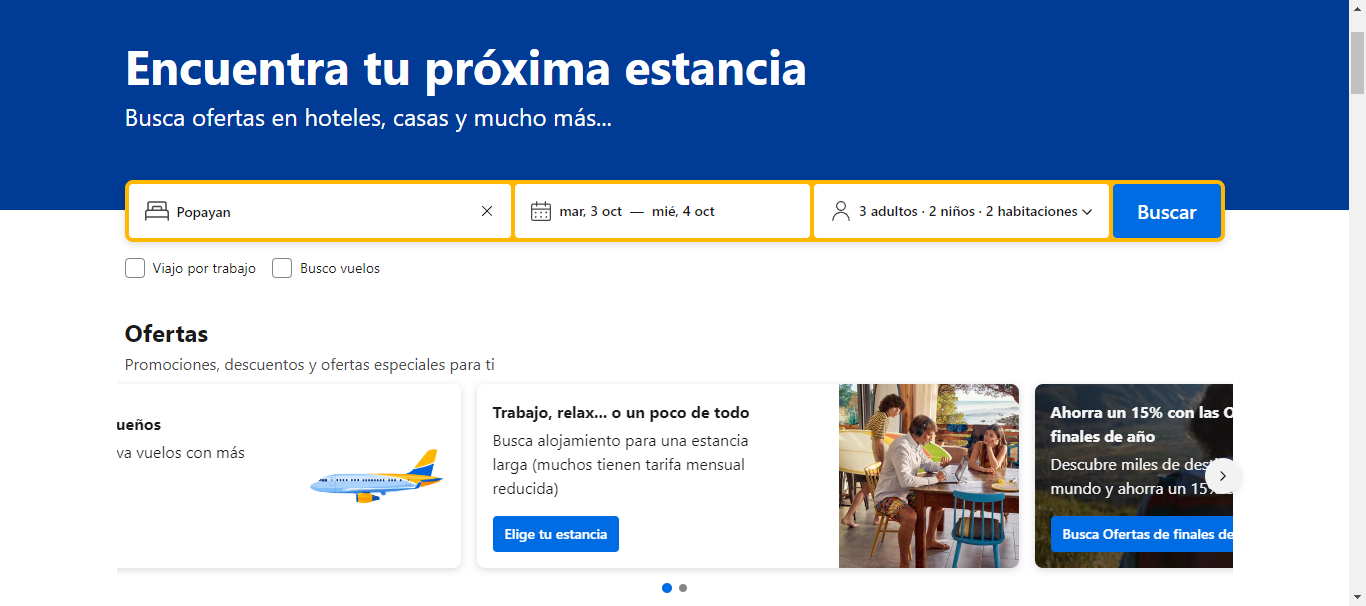 Encuentra tu próxima estancia
Busca ofertas en hoteles, casas y mucho más...
Popayan
mar, 3 oct — mié, 4 oct
3 adultos · 2 niños · 2 habitaciones
Buscar
Viajo por trabajo
Busco vuelos
Ofertas
Promociones, descuentos y ofertas especiales para ti
ueños
va vuelos con más
Trabajo, relax... o un poco de todo
Busca alojamiento para una estancia
larga (muchos tienen tarifa mensual
reducida)
Elige tu estancia
Ahorra un 15% con las O
finales de año
Descubre miles de dest
mundo y ahorra un 15%
Busca Ofertas de finales de